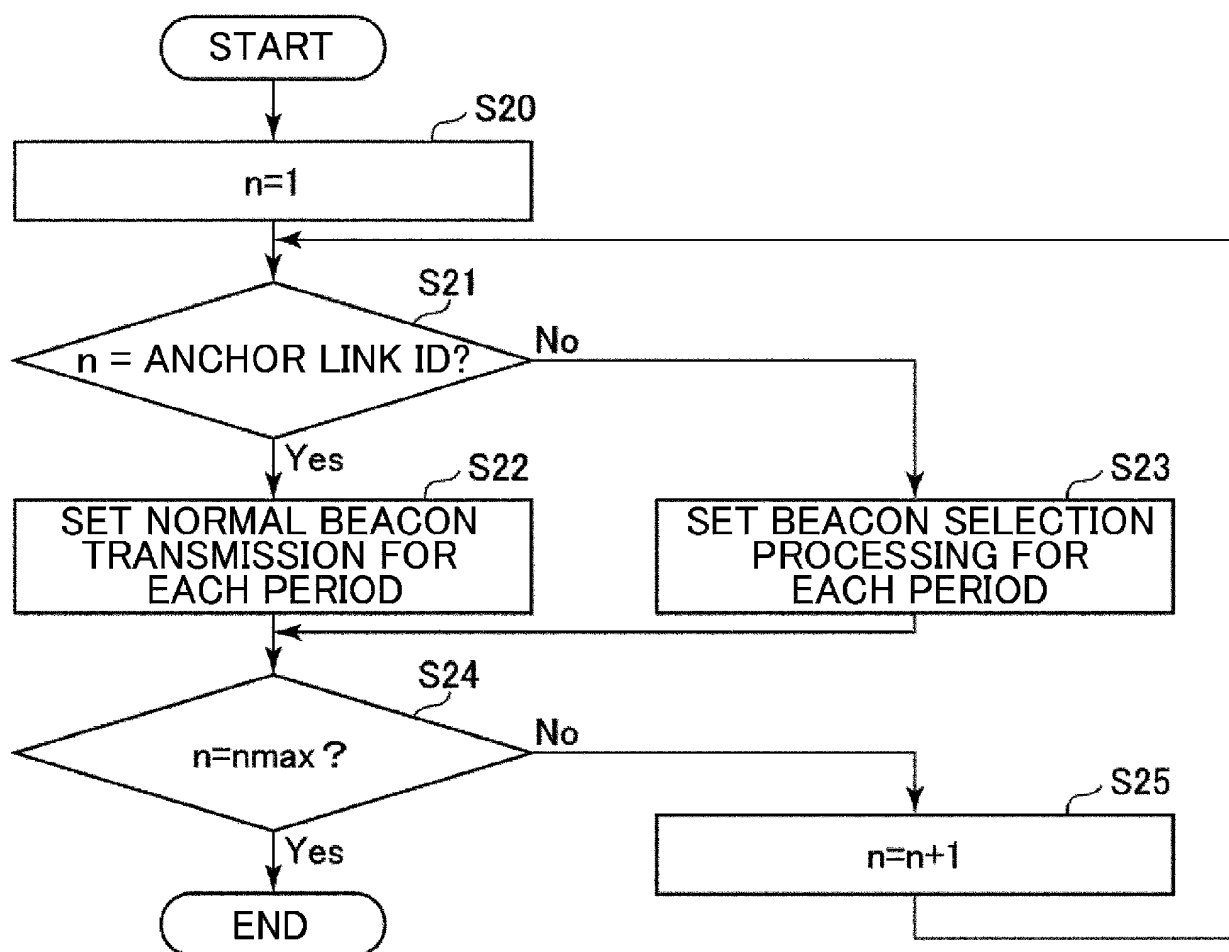 START
S20
n=1
S21
n = ANCHOR LINK ID?
No
Yes
S22
SET NORMAL BEACON
TRANSMISSION FOR
EACH PERIOD
S23
SET BEACON SELECTION
PROCESSING FOR
EACH PERIOD
S24
n=nmax?
No
Yes
S25
n=n+1
END